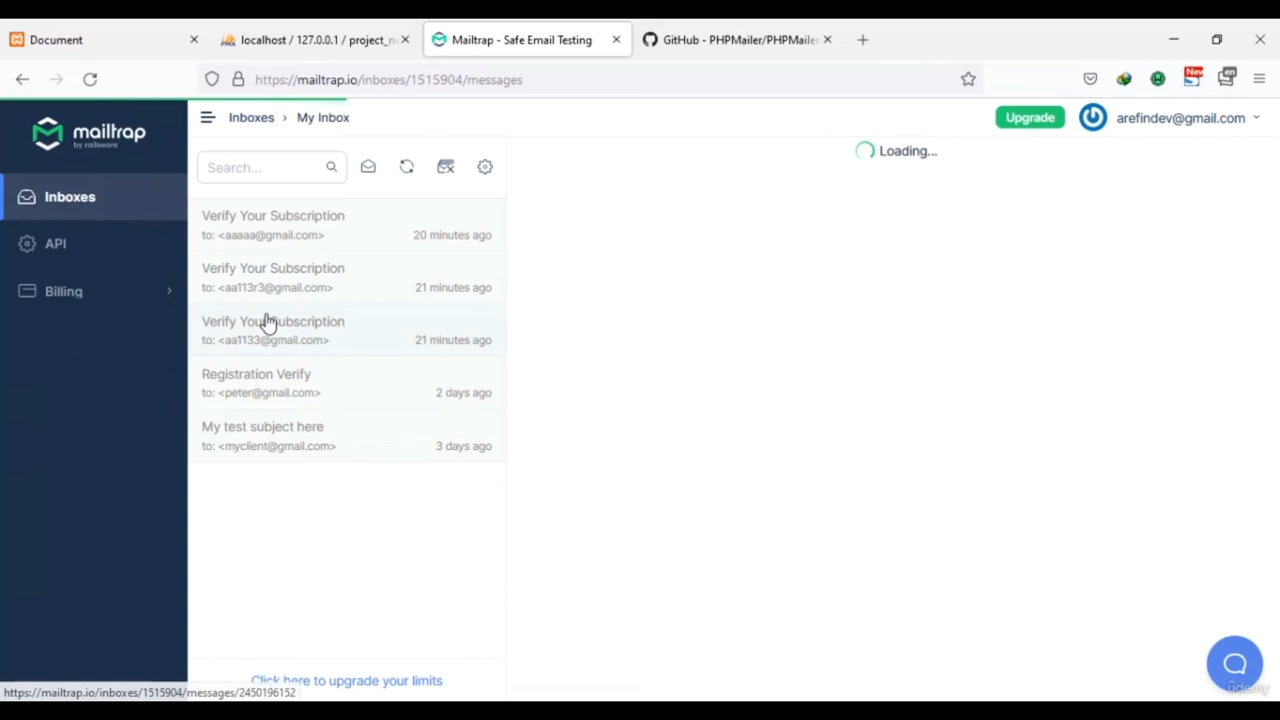 Document
localhost / 127.0.0.1 / project_n
Mailtrap - Safe Email Testing
GitHub - PHPMailer/PHPMailer
https://mailtrap.io/inboxes/1515904/messages
New
en
mailtrap
by railsware
Inboxes
API
Billing
Inboxes › My Inbox
Upgrade
arefindev@gmail.com
Search...
Verify Your Subscription
to: <aaaaa@gmail.com> 20 minutes ago
Verify Your Subscription
to: <aa113r3@gmail.com> 21 minutes ago
Verify Your Subscription
to: <aa1133@gmail.com> 21 minutes ago
Registration Verify
to: <peter@gmail.com> 2 days ago
My test subject here
to: <myclient@gmail.com> 3 days ago
Loading...
Click here to upgrade your limits
https://mailtrap.io/inboxes/1515904/messages/2450196152
ûdemy